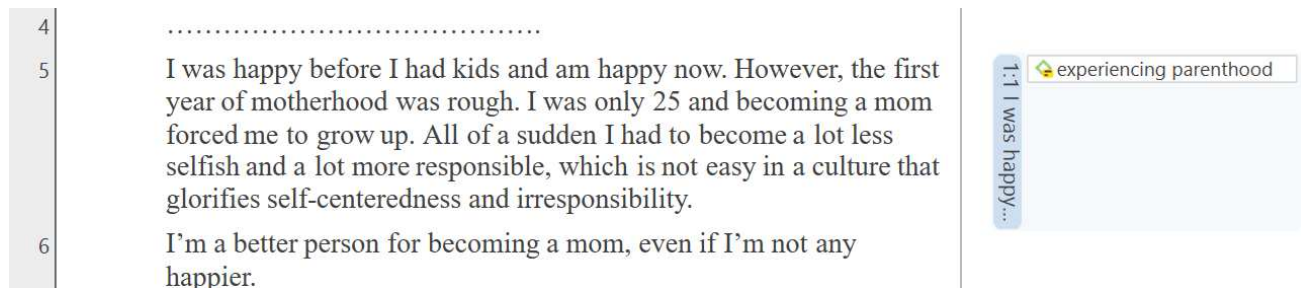 4
.......................................
5
I was happy before I had kids and am happy now. However, the first
year of motherhood was rough. I was only 25 and becoming a mom
forced me to grow up. All of a sudden I had to become a lot less
selfish and a lot more responsible, which is not easy in a culture that
glorifies self-centeredness and irresponsibility.
6
I’m a better person for becoming a mom, even if I’m not any
happier.
1:1 I was happy...
experiencing parenthood